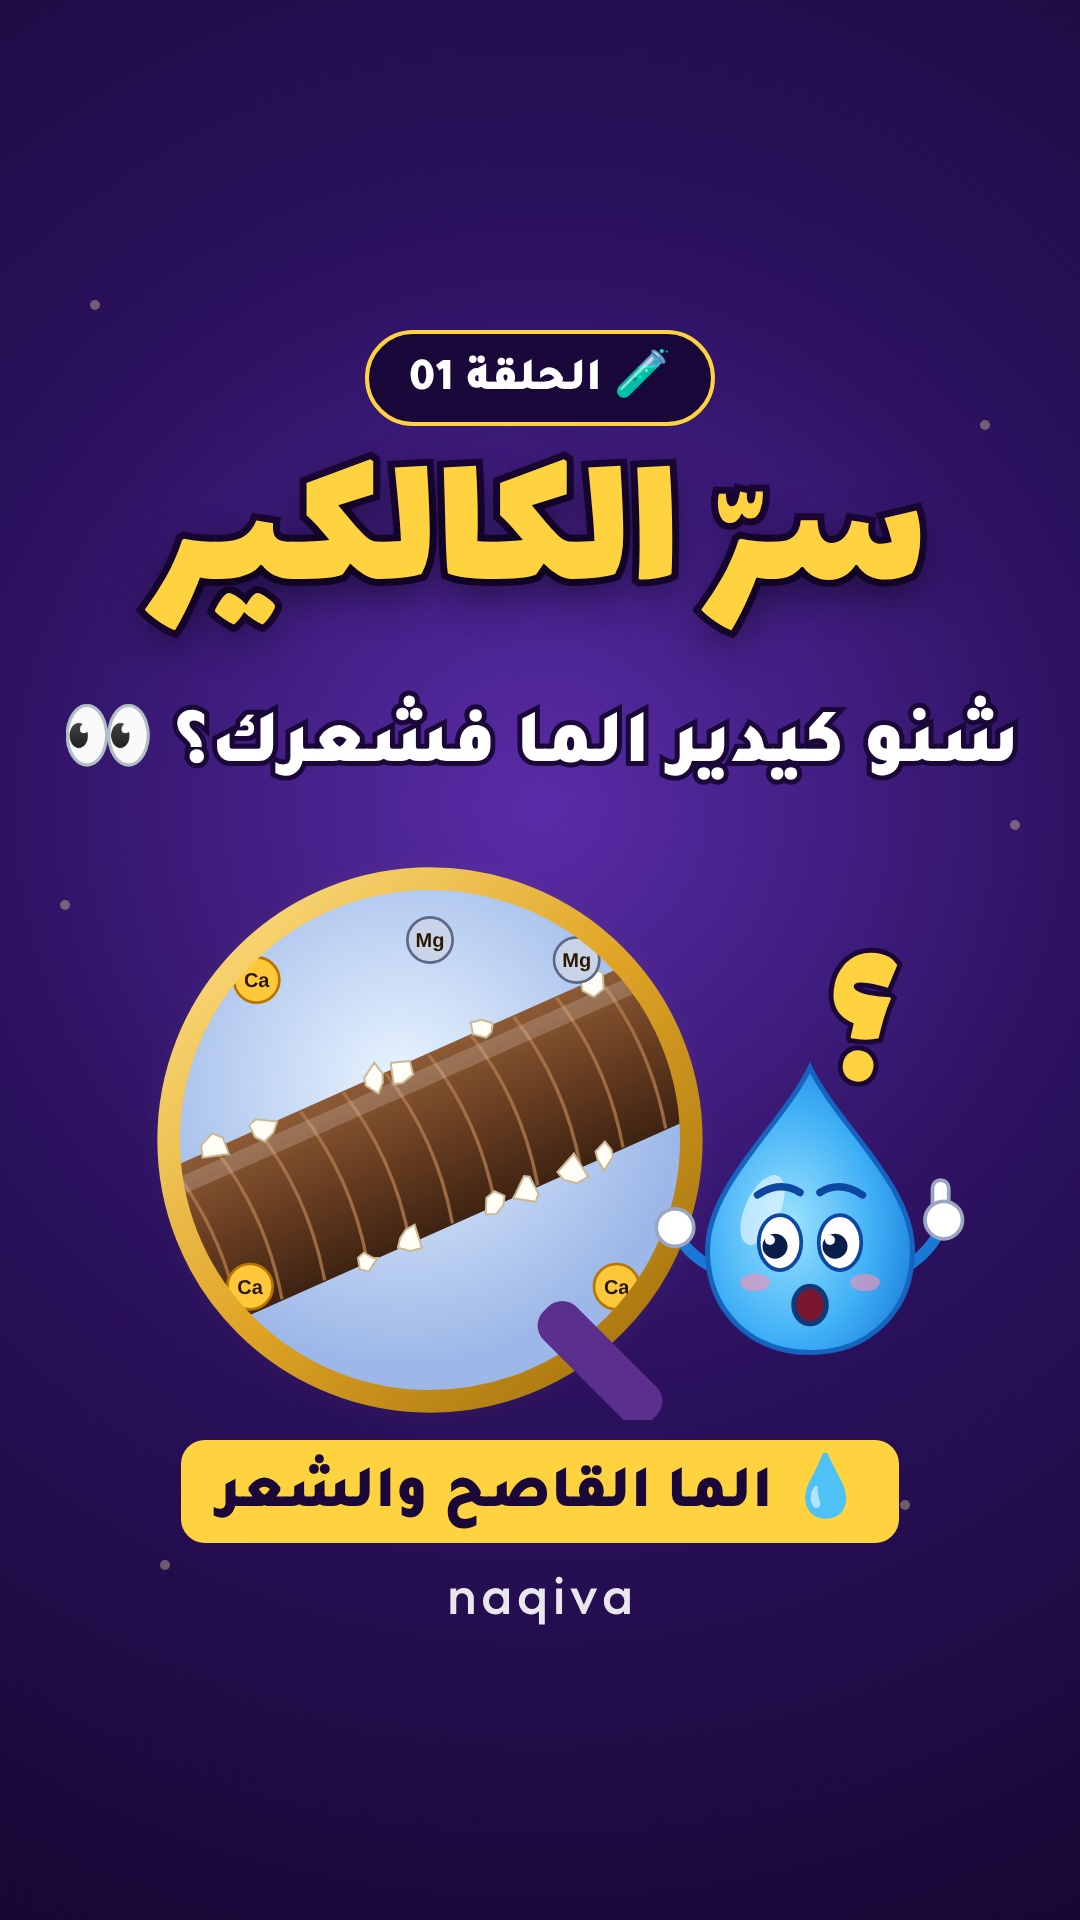 🧪 الحلقة 01
سرّ الكالكير
شنو كيدير الما فشعرك؟ 👀
Mg
Mg
Ca
؟
Ca
Ca
💧 الما القاصح والشعر
naqiva